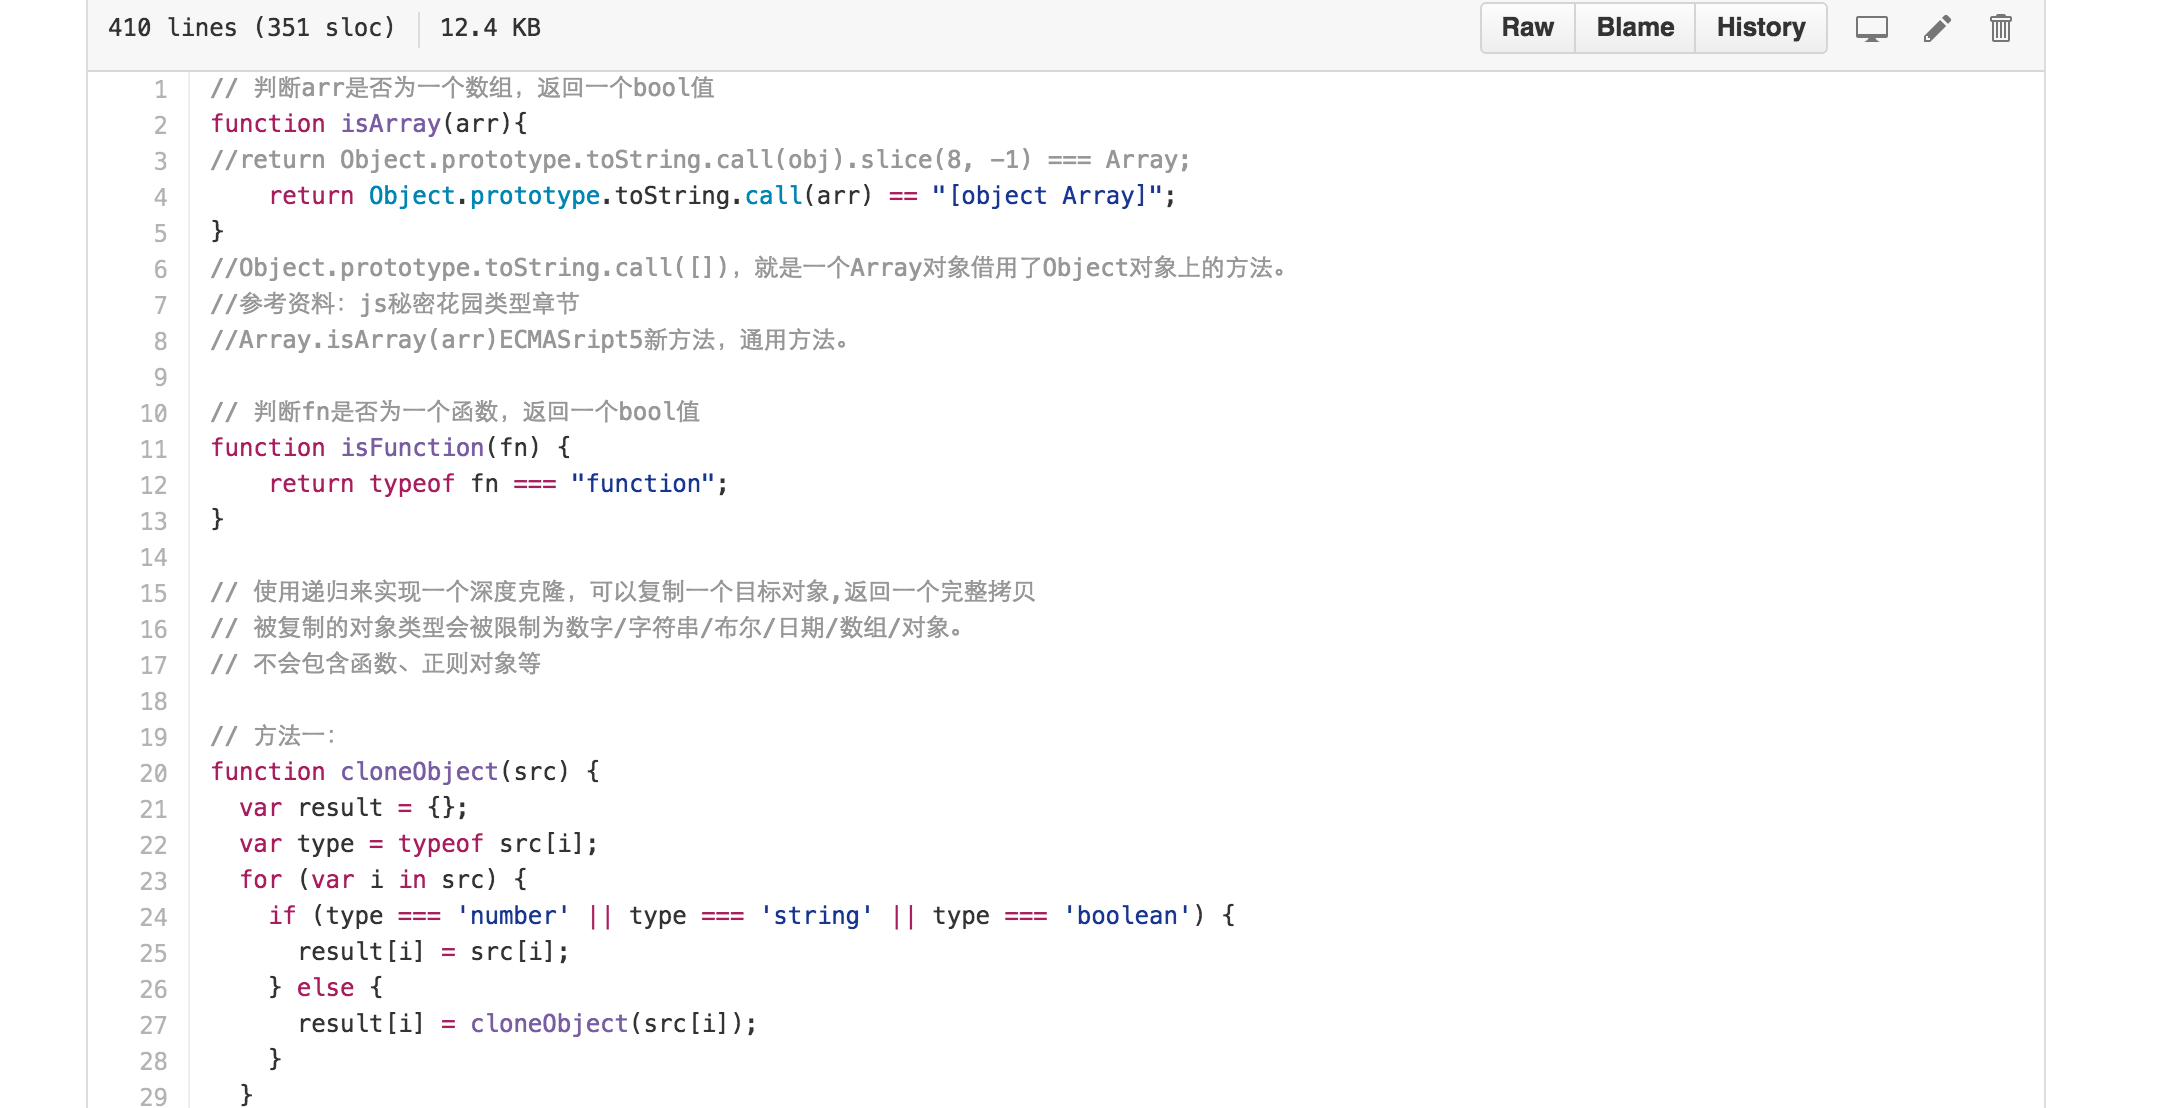 410 lines (351 sloc) 12.4 KB Raw Blame History
1 // 判断arr是否为一个数组，返回一个bool值
2 function isArray(arr){
3 //return Object.prototype.toString.call(obj).slice(8, -1) === Array;
4     return Object.prototype.toString.call(arr) == "[object Array]";
5 }
6 //Object.prototype.toString.call([])，就是一个Array对象借用了Object对象上的方法。
7 //参考资料：js秘密花园类型章节
8 //Array.isArray(arr)ECMASript5新方法，通用方法。
9
10 // 判断fn是否为一个函数，返回一个bool值
11 function isFunction(fn) {
12     return typeof fn === "function";
13 }
14
15 // 使用递归来实现一个深度克隆，可以复制一个目标对象,返回一个完整拷贝
16 // 被复制的对象类型会被限制为数字/字符串/布尔/日期/数组/对象。
17 // 不会包含函数、正则对象等
18
19 // 方法一：
20 function cloneObject(src) {
21   var result = {};
22   var type = typeof src[i];
23   for (var i in src) {
24     if (type === 'number' || type === 'string' || type === 'boolean') {
25       result[i] = src[i];
26     } else {
27       result[i] = cloneObject(src[i]);
28     }
29   }